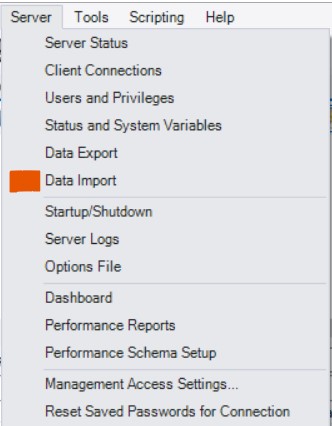 Server Tools Scripting Help
Server Status
Client Connections
Users and Privileges
Status and System Variables
Data Export
Data Import
Startup/Shutdown
Server Logs
Options File
Dashboard
Performance Reports
Performance Schema Setup
Management Access Settings...
Reset Saved Passwords for Connection